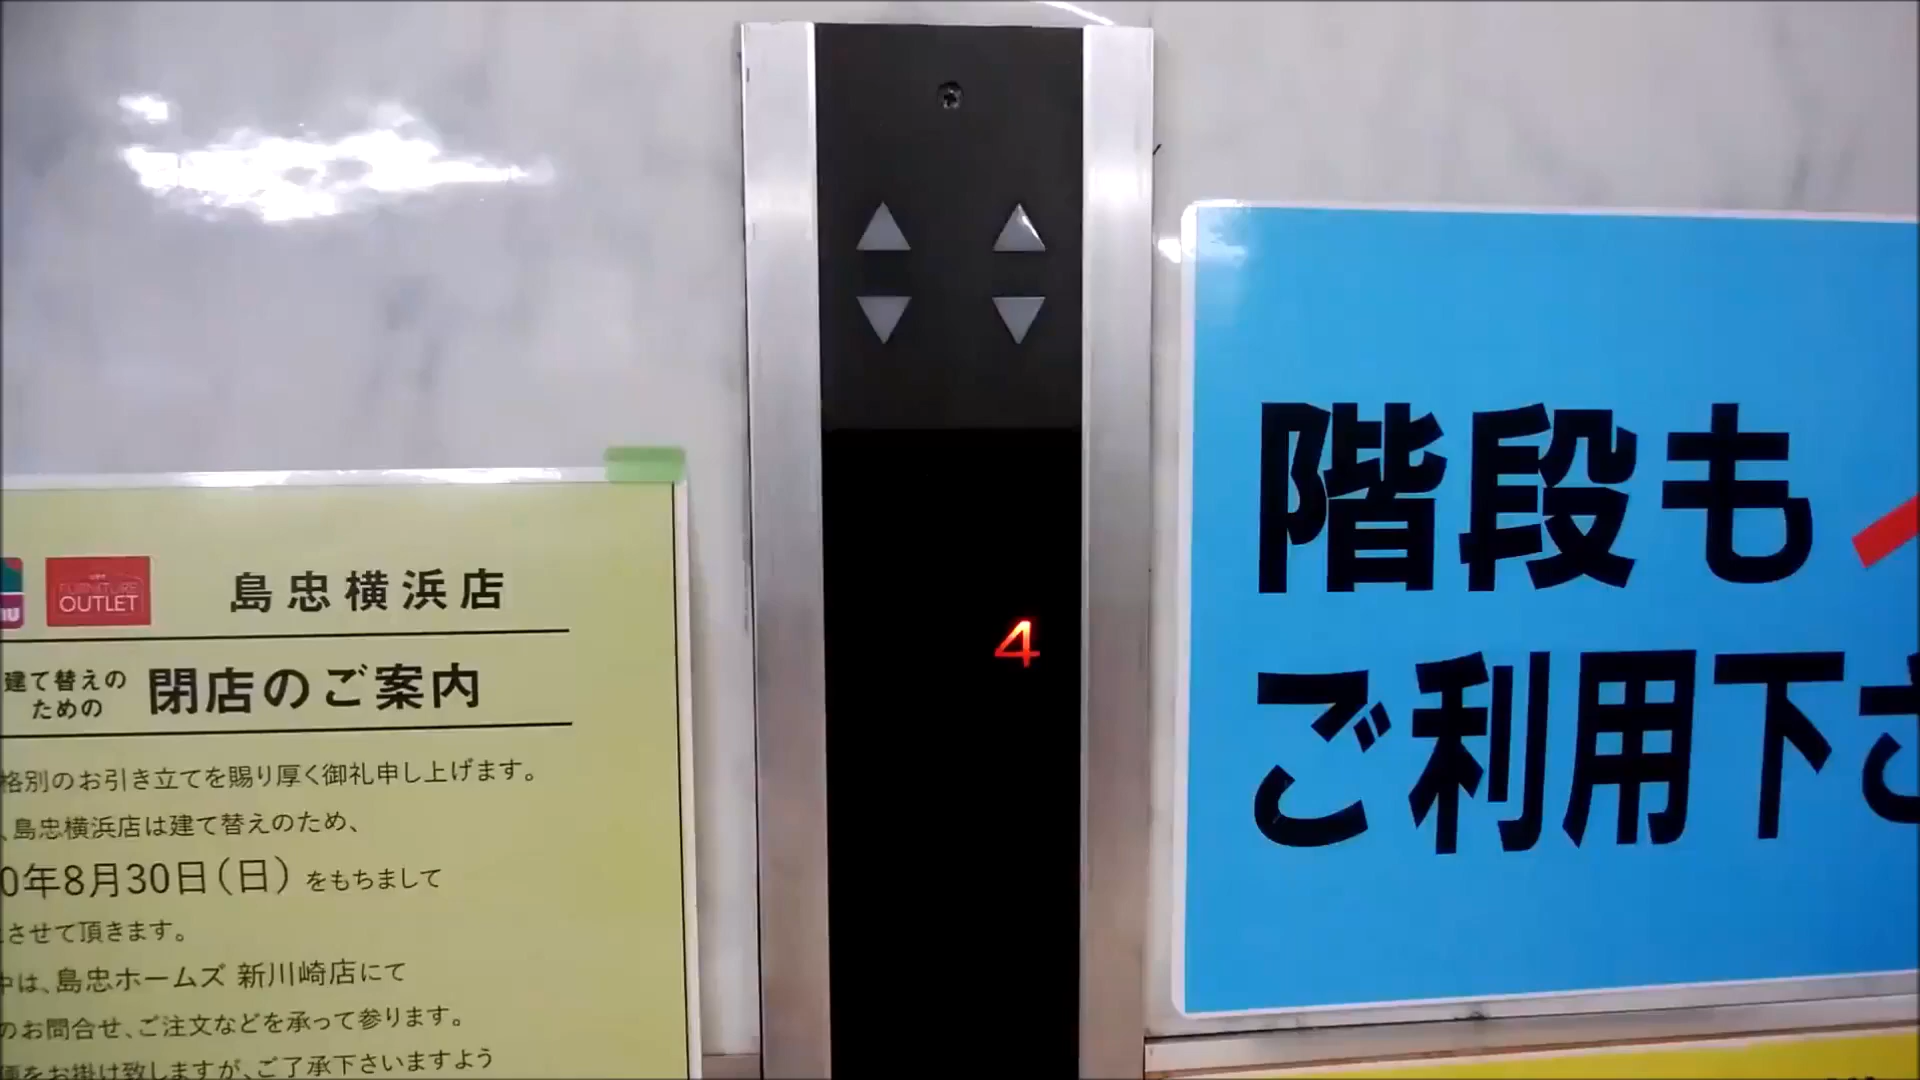 FURNITURE
OUTLET
島忠横浜店
建て替えの
ための
閉店のご案内
格別のお引き立てを賜り厚く御礼申し上げます。
、島忠横浜店は建て替えのため、
0年8月30日(日)をもちまして
させて頂きます。
中は、島忠ホームズ 新川崎店にて
のお問合せ、ご注文などを承って参ります。
便をお掛け致しますが、ご了承下さいますよう
4
階段も
ご利用下さ